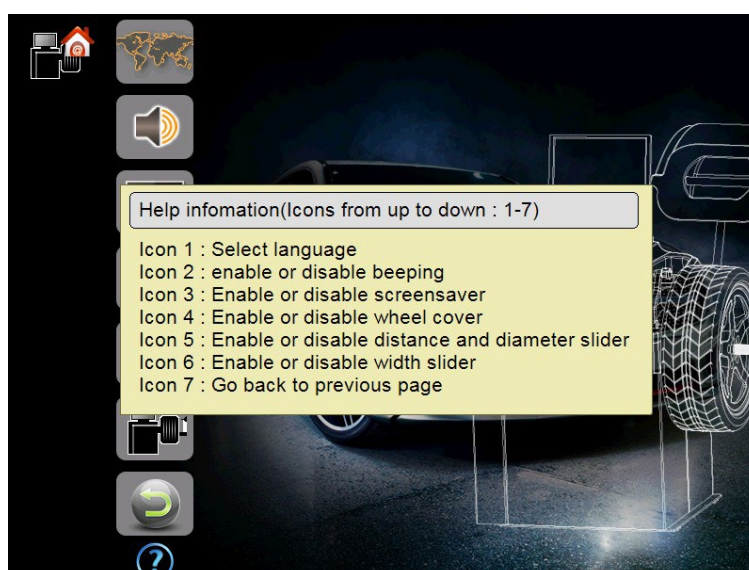 Help infomation(Icons from up to down : 1-7)
Icon 1 : Select language
Icon 2 : enable or disable beeping
Icon 3 : Enable or disable screensaver
Icon 4 : Enable or disable wheel cover
Icon 5 : Enable or disable distance and diameter slider
Icon 6 : Enable or disable width slider
Icon 7 : Go back to previous page
?